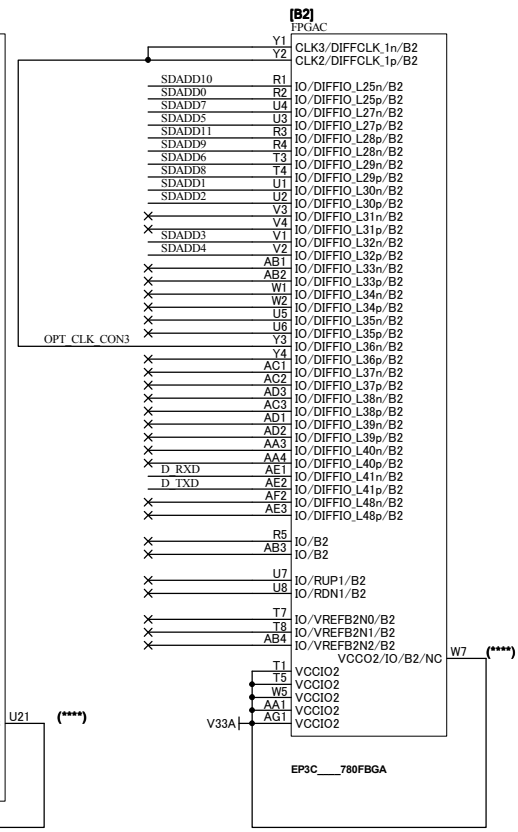 [B2]
FPGAC
Y1 CLK3/DIFFCLK_1n/B2
Y2 CLK2/DIFFCLK_1p/B2
SDADD10 R1 IO/DIFFIO_L25n/B2
SDADD0 R2 IO/DIFFIO_L25p/B2
SDADD7 U4 IO/DIFFIO_L27n/B2
SDADD5 U3 IO/DIFFIO_L27p/B2
SDADD11 R3 IO/DIFFIO_L28p/B2
SDADD9 R4 IO/DIFFIO_L28n/B2
SDADD6 T3 IO/DIFFIO_L29n/B2
SDADD8 T4 IO/DIFFIO_L29p/B2
SDADD1 U1 IO/DIFFIO_L30n/B2
SDADD2 U2 IO/DIFFIO_L30p/B2
V3 IO/DIFFIO_L31n/B2
V4 IO/DIFFIO_L31p/B2
SDADD3 V1 IO/DIFFIO_L32n/B2
SDADD4 V2 IO/DIFFIO_L32p/B2
AB1 IO/DIFFIO_L33n/B2
AB2 IO/DIFFIO_L33p/B2
W1 IO/DIFFIO_L34n/B2
W2 IO/DIFFIO_L34p/B2
U5 IO/DIFFIO_L35n/B2
U6 IO/DIFFIO_L35p/B2
OPT_CLK_CON3 Y3 IO/DIFFIO_L36n/B2
Y4 IO/DIFFIO_L36p/B2
AC1 IO/DIFFIO_L37n/B2
AC2 IO/DIFFIO_L37p/B2
AD3 IO/DIFFIO_L38n/B2
AC3 IO/DIFFIO_L38p/B2
AD1 IO/DIFFIO_L39n/B2
AD2 IO/DIFFIO_L39p/B2
AA3 IO/DIFFIO_L40n/B2
AA4 IO/DIFFIO_L40p/B2
D_RXD AE1 IO/DIFFIO_L41n/B2
D_TXD AE2 IO/DIFFIO_L41p/B2
AF2 IO/DIFFIO_L48n/B2
AE3 IO/DIFFIO_L48p/B2
R5 IO/B2
AB3 IO/B2
U7 IO/RUP1/B2
U8 IO/RDN1/B2
T7 IO/VREFB2N0/B2
T8 IO/VREFB2N1/B2
AB4 IO/VREFB2N2/B2
VCCO2/IO/B2/NC W7 (****)
T1 VCCIO2
T5 VCCIO2
W5 VCCIO2
AA1 VCCIO2
U21 (****) V33A AG1 VCCIO2
EP3C____780FBGA